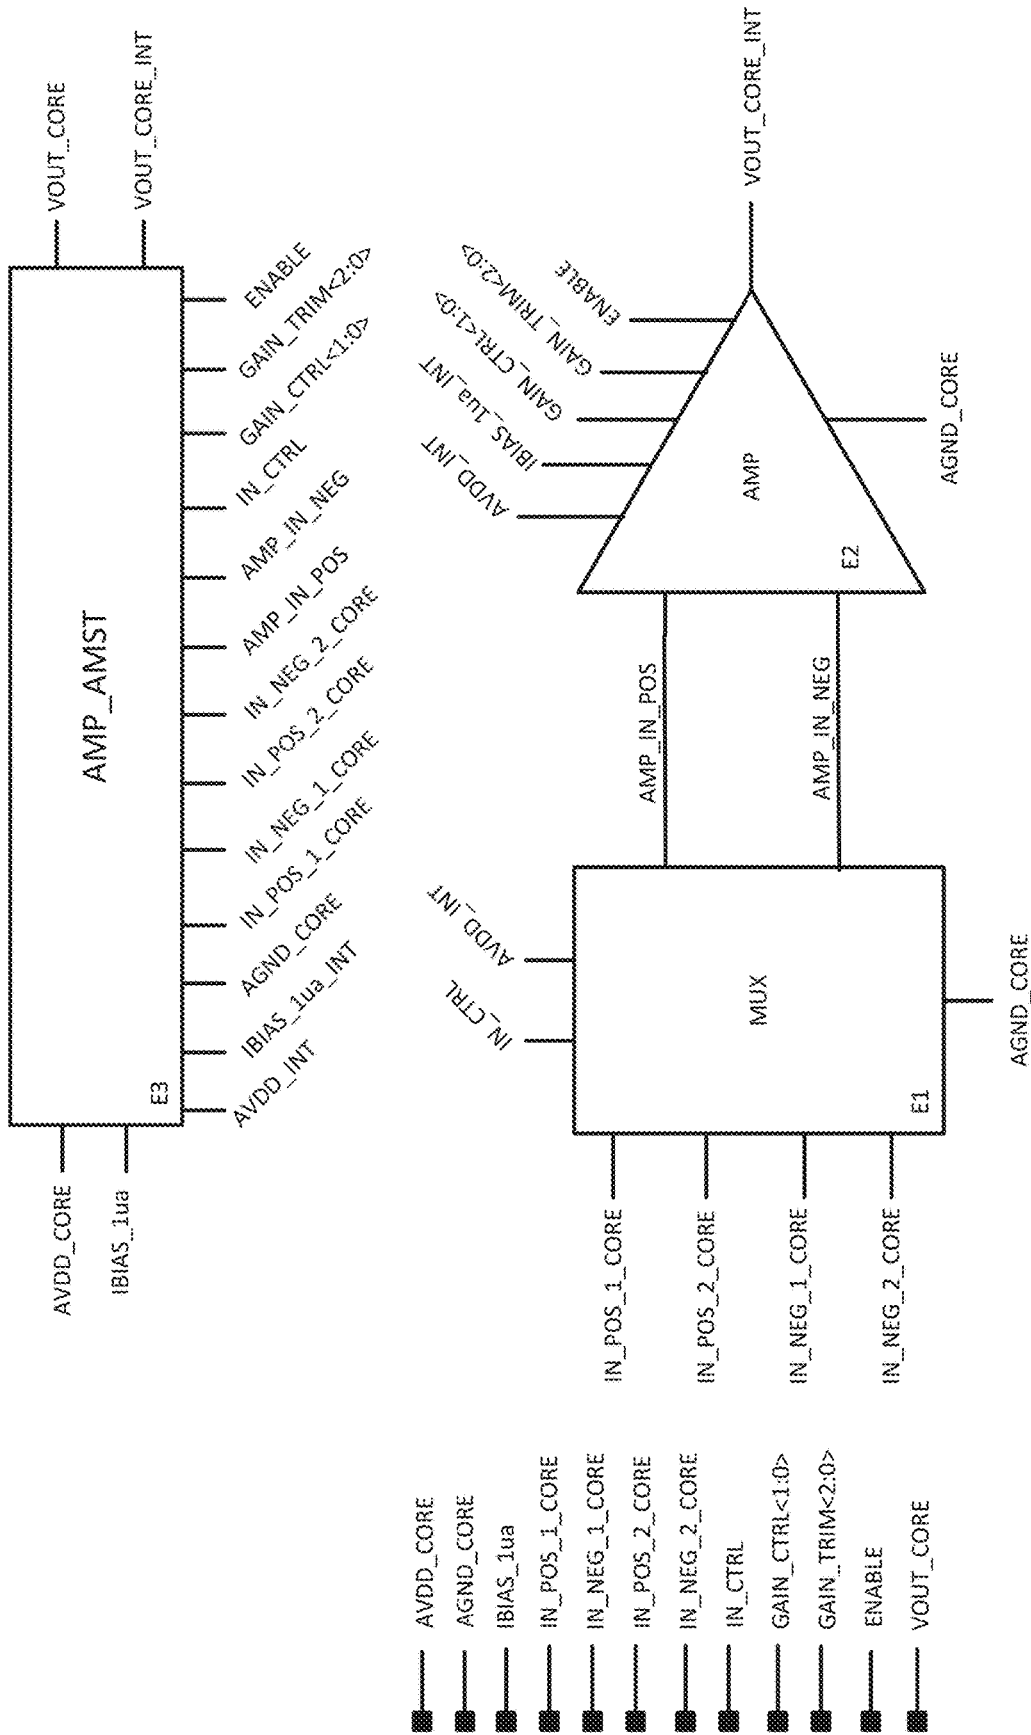 AVDD_CORE
IBIAS_1ua
AMP_AMST
E3
VOUT_CORE
VOUT_CORE_INT
AVDD_INT
IBIAS_1ua_INT
AGND_CORE
IN_POS_1_CORE
IN_NEG_1_CORE
IN_POS_2_CORE
IN_NEG_2_CORE
AMP_IN_POS
AMP_IN_NEG
IN_CTRL
GAIN_CTRL<1:0>
GAIN_TRIM<2:0>
ENABLE
AVDD_CORE
AGND_CORE
IBIAS_1ua
IN_POS_1_CORE
IN_NEG_1_CORE
IN_POS_2_CORE
IN_NEG_2_CORE
IN_CTRL
GAIN_CTRL<1:0>
GAIN_TRIM<2:0>
ENABLE
VOUT_CORE
IN_POS_1_CORE
IN_POS_2_CORE
IN_NEG_1_CORE
IN_NEG_2_CORE
IN_CTRL
AVDD_INT
MUX
E1
AGND_CORE
AMP_IN_POS
AMP_IN_NEG
AVDD_INT
IBIAS_1ua_INT
GAIN_CTRL<1:0>
GAIN_TRIM<2:0>
ENABLE
AMP
E2
AGND_CORE
VOUT_CORE_INT